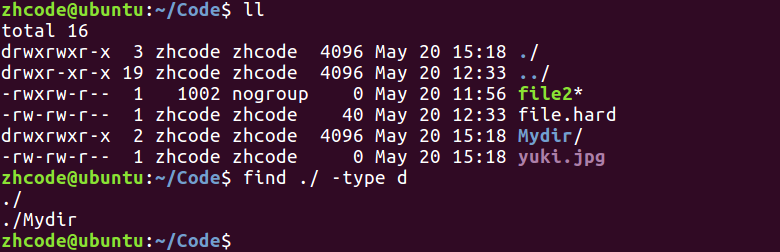 zhcode@ubuntu:~/Code$ ll
total 16
drwxrwxr-x  3 zhcode zhcode  4096 May 20 15:18 ./
drwxr-xr-x 19 zhcode zhcode  4096 May 20 12:33 ../
-rwxrw-r--  1   1002 nogroup    0 May 20 11:56 file2*
-rw-rw-r--  1 zhcode zhcode    40 May 20 12:33 file.hard
drwxrwxr-x  2 zhcode zhcode  4096 May 20 15:18 Mydir/
-rw-rw-r--  1 zhcode zhcode     0 May 20 15:18 yuki.jpg
zhcode@ubuntu:~/Code$ find ./ -type d
./
./Mydir
zhcode@ubuntu:~/Code$